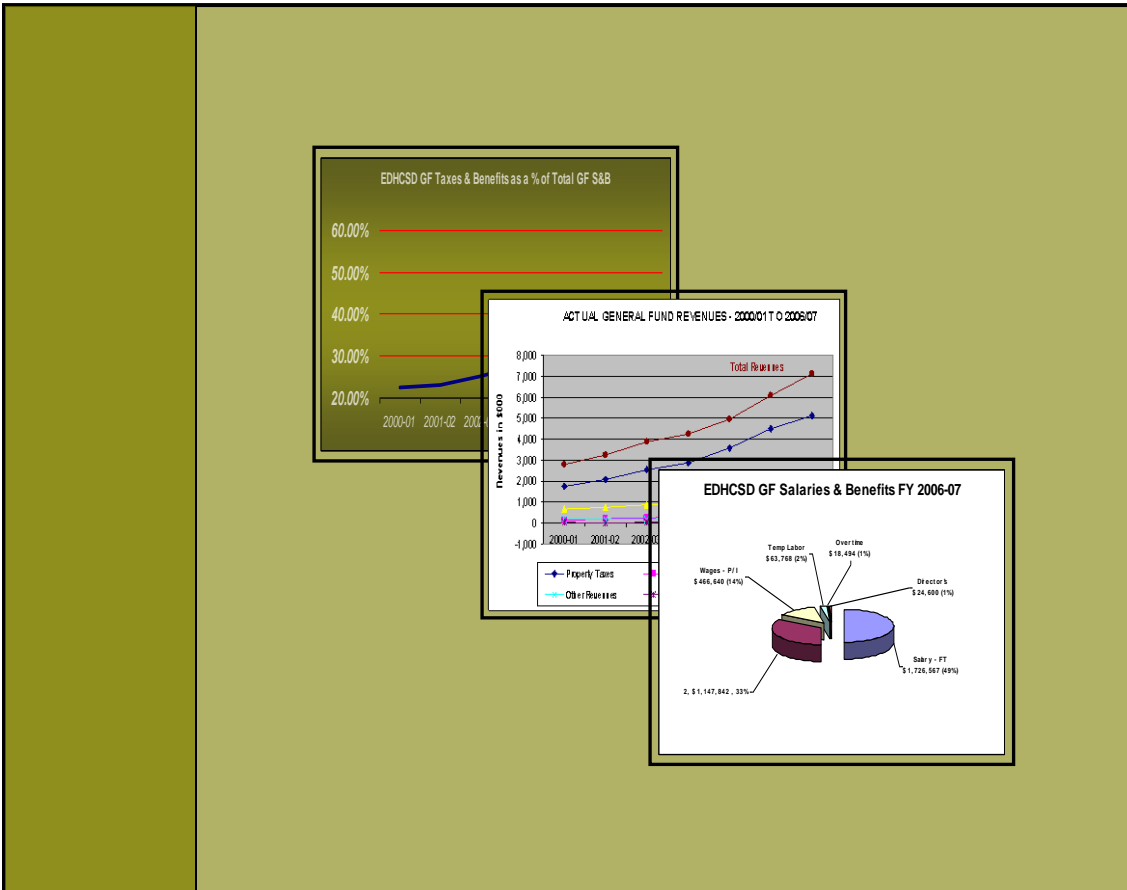 EDHCSD GF Taxes & Benefits as a % of Total GF S&B
60.00%
50.00%
40.00%
30.00%
20.00%
2000-01 2001-02
ACTUAL GENERAL FUND REVENUES - 2000/01 TO 2006/07
Revenues in $000
8,000
7,000
6,000
5,000
4,000
3,000
2,000
1,000
0
-1,000
Total Revenues
2000-01 2001-02
Property Taxes
Other Revenues
EDHCSD GF Salaries & Benefits FY 2006-07
Temp Labor
$63,768 (2%)
Overtime
$18,494 (1%)
Wages - P/I
$466,640 (14%)
Director's
$24,600 (1%)
Salary - FT
$1,726,567 (49%)
2, $1,147,842 , 33%